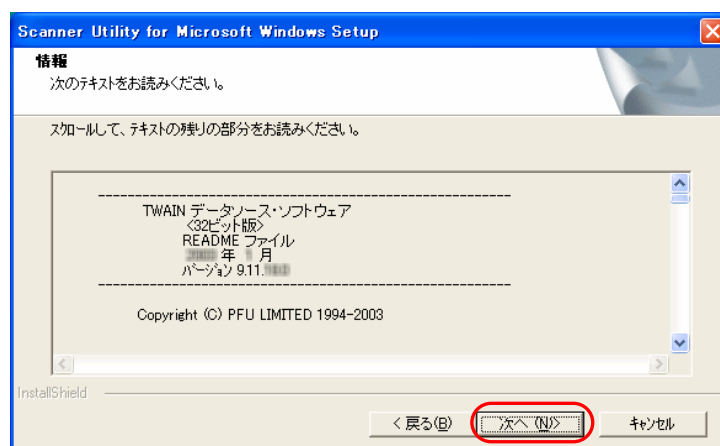 Scanner Utility for Microsoft Windows Setup
情報
次のテキストをお読みください。
スクロールして、テキストの残りの部分をお読みください。
TWAIN データソース・ソフトウェア
<32ビット版>
README ファイル
年 月
バージョン 9.11.
Copyright (C) PFU LIMITED 1994-2003
InstallShield
< 戻る(B) 次へ (N)> キャンセル